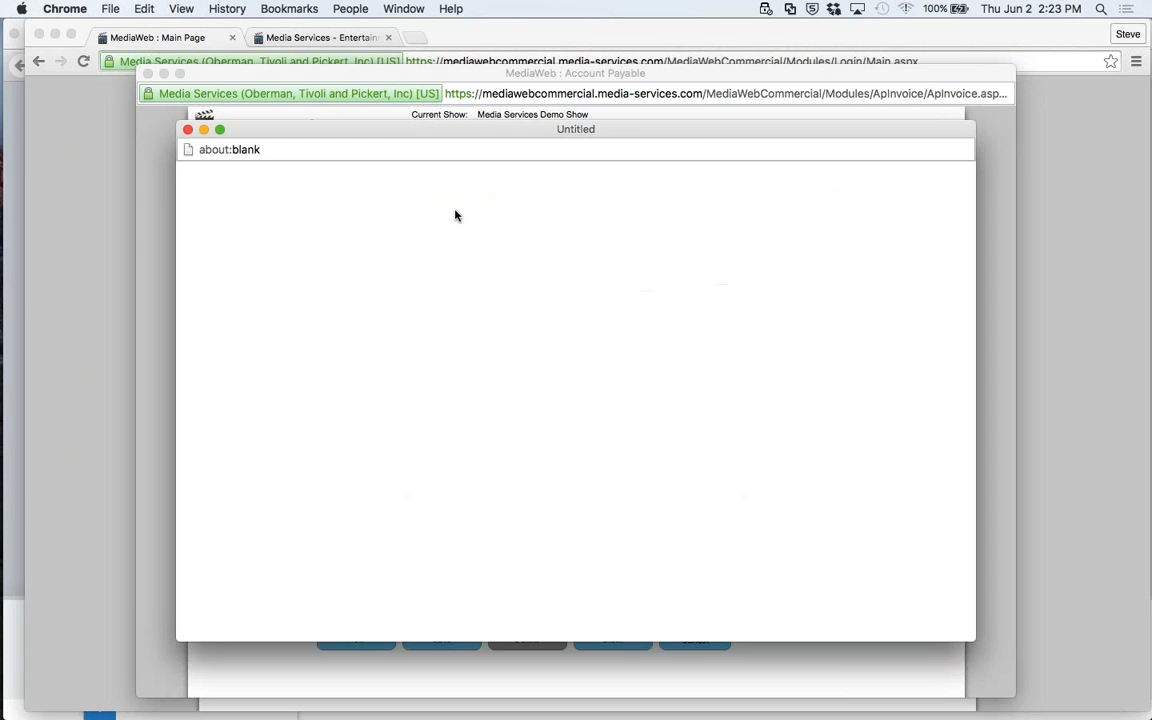 Chrome File Edit View History Bookmarks People Window Help 100% Thu Jun 2 2:23 PM
MediaWeb : Main Page Media Services - Entertain Steve
Media Services (Oberman, Tivoli and Pickert, Inc) [US] https://mediawebcommercial.media-services.com/MediaWebCommercial/Modules/Login/Main.aspx
MediaWeb : Account Payable
Media Services (Oberman, Tivoli and Pickert, Inc) [US] https://mediawebcommercial.media-services.com/MediaWebCommercial/Modules/ApInvoice/ApInvoice.asp...
Current Show: Media Services Demo Show
Untitled
about:blank